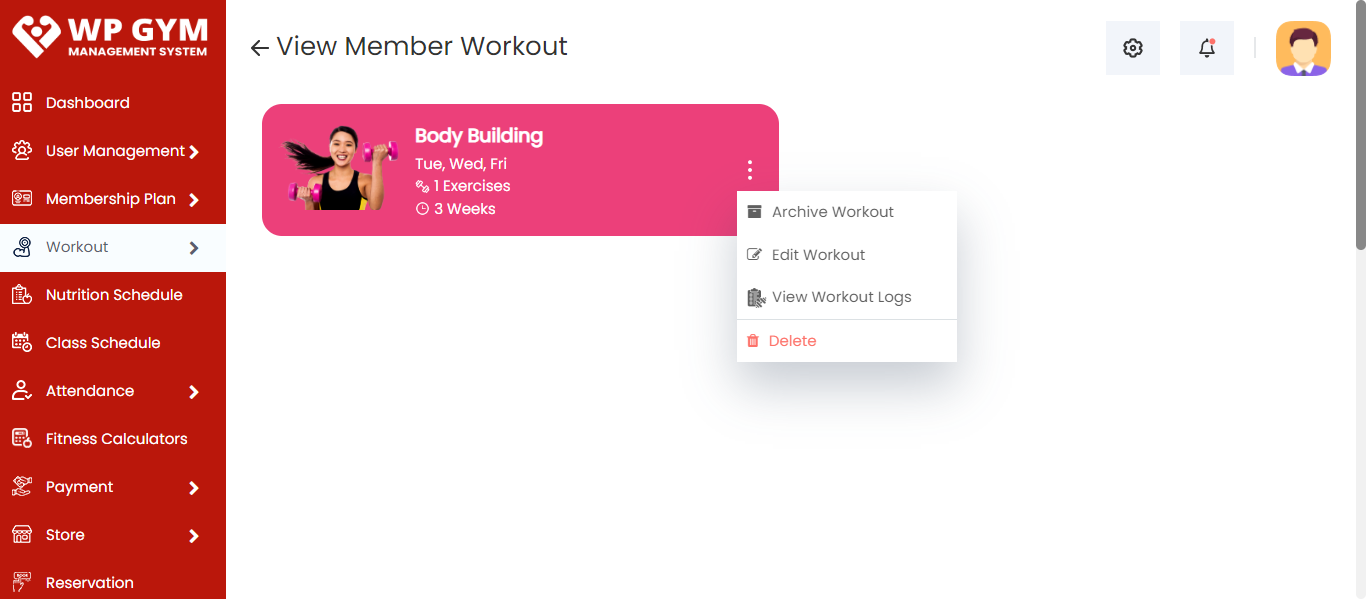 WP GYM
MANAGEMENT SYSTEM
Dashboard
User Management
Membership Plan
Workout
Nutrition Schedule
Class Schedule
Attendance
Fitness Calculators
Payment
Store
Reservation
View Member Workout
Body Building
Tue, Wed, Fri
1 Exercises
3 Weeks
Archive Workout
Edit Workout
View Workout Logs
Delete